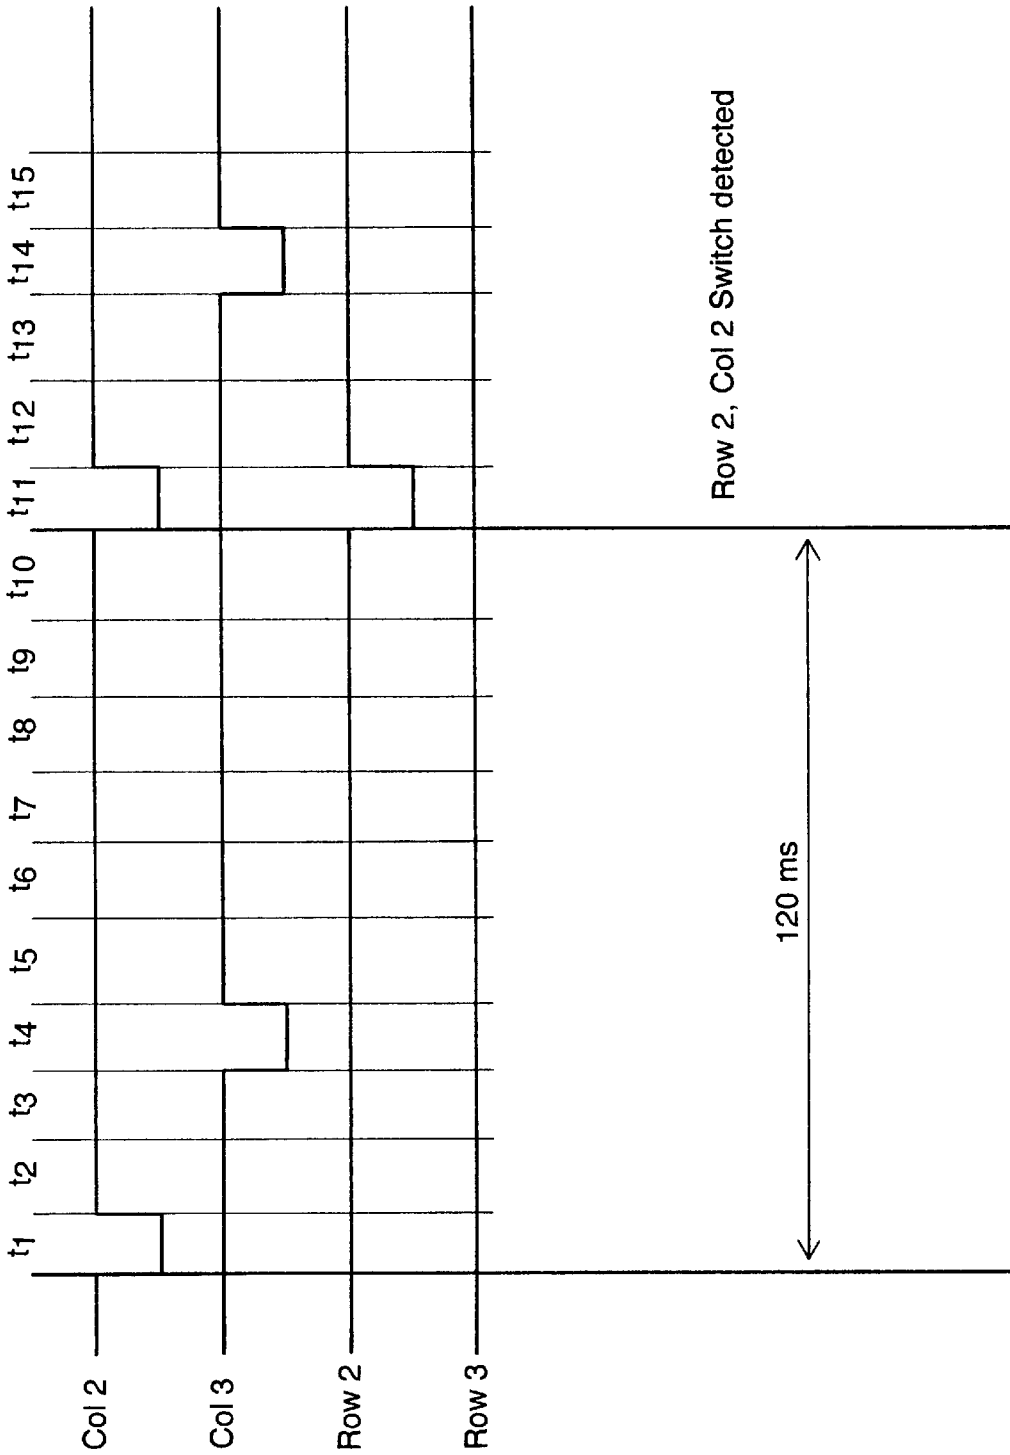 t1 t2 t3 t4 t5 t6 t7 t8 t9 t10 t11 t12 t13 t14 t15
Col 2
Col 3
Row 2
Row 3
Row 2, Col 2 Switch detected
120 ms